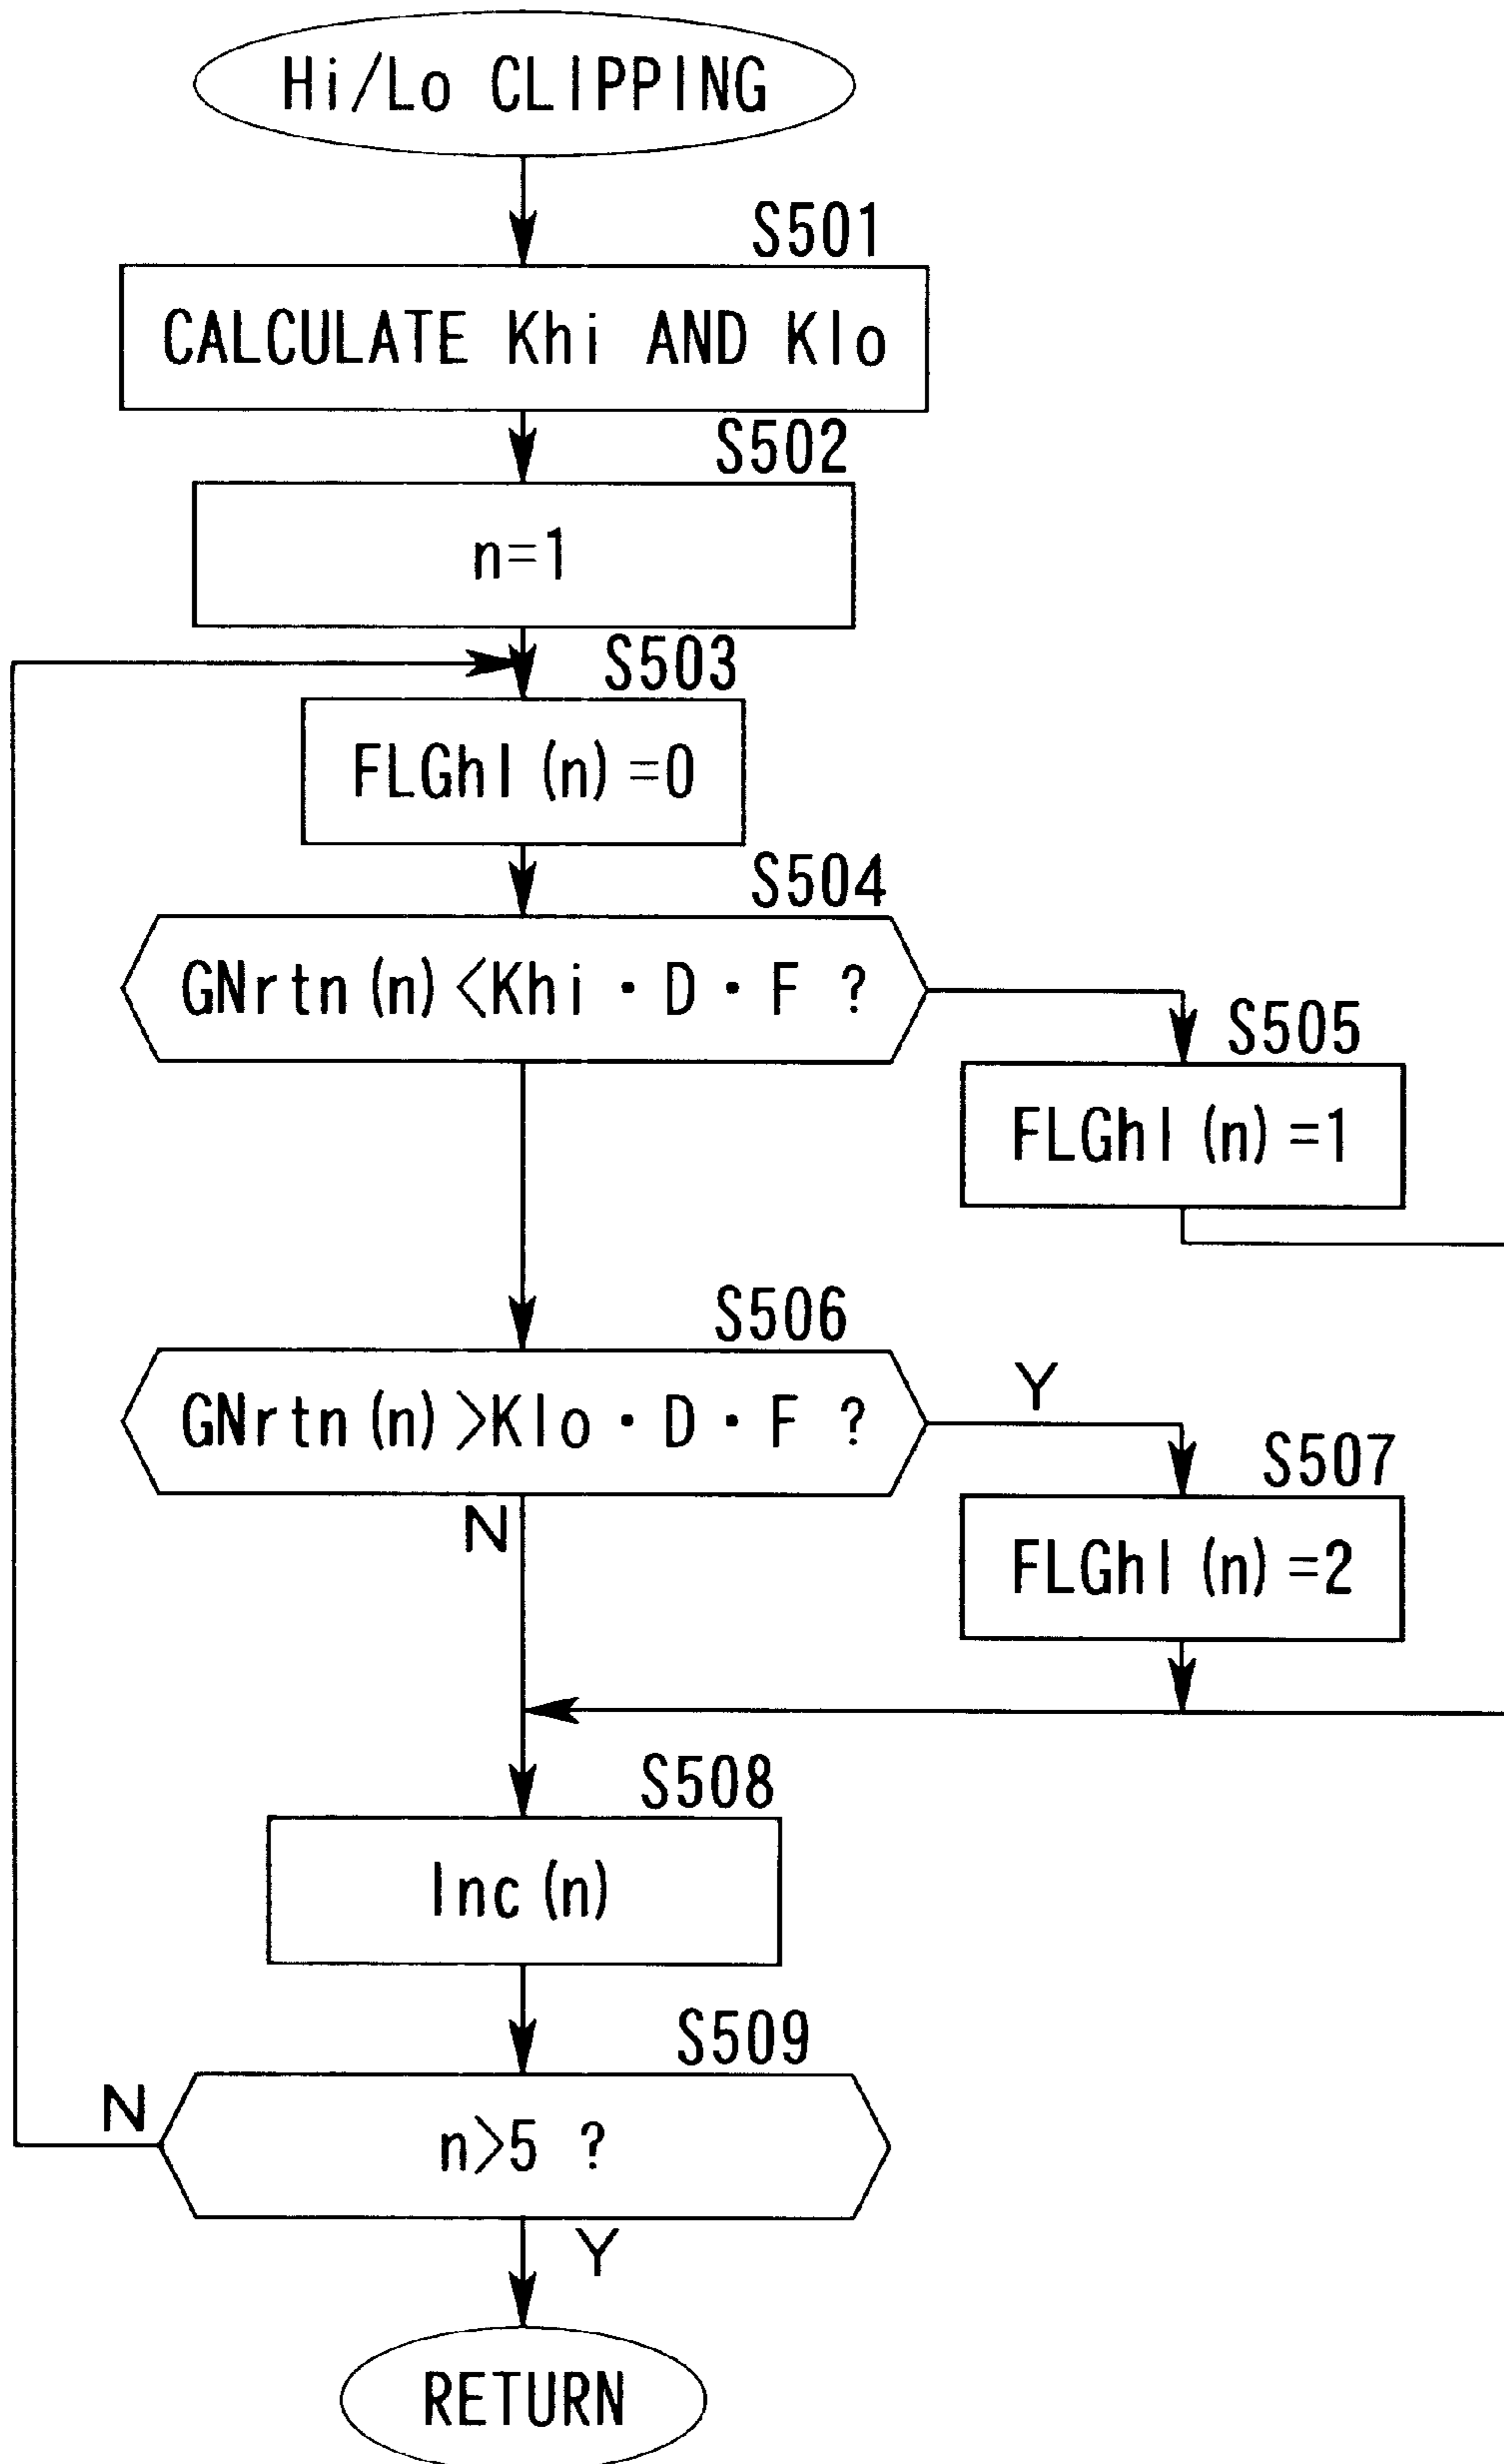 Hi/Lo CLIPPING
S501
CALCULATE Khi AND Klo
S502
n=1
S503
FLGhl(n)=0
S504
GNrtn(n)<Khi・D・F ?
S505
FLGhl(n)=1
S506
GNrtn(n)>Klo・D・F ?
Y
S507
N
FLGhl(n)=2
S508
Inc(n)
S509
N
n>5 ?
Y
RETURN